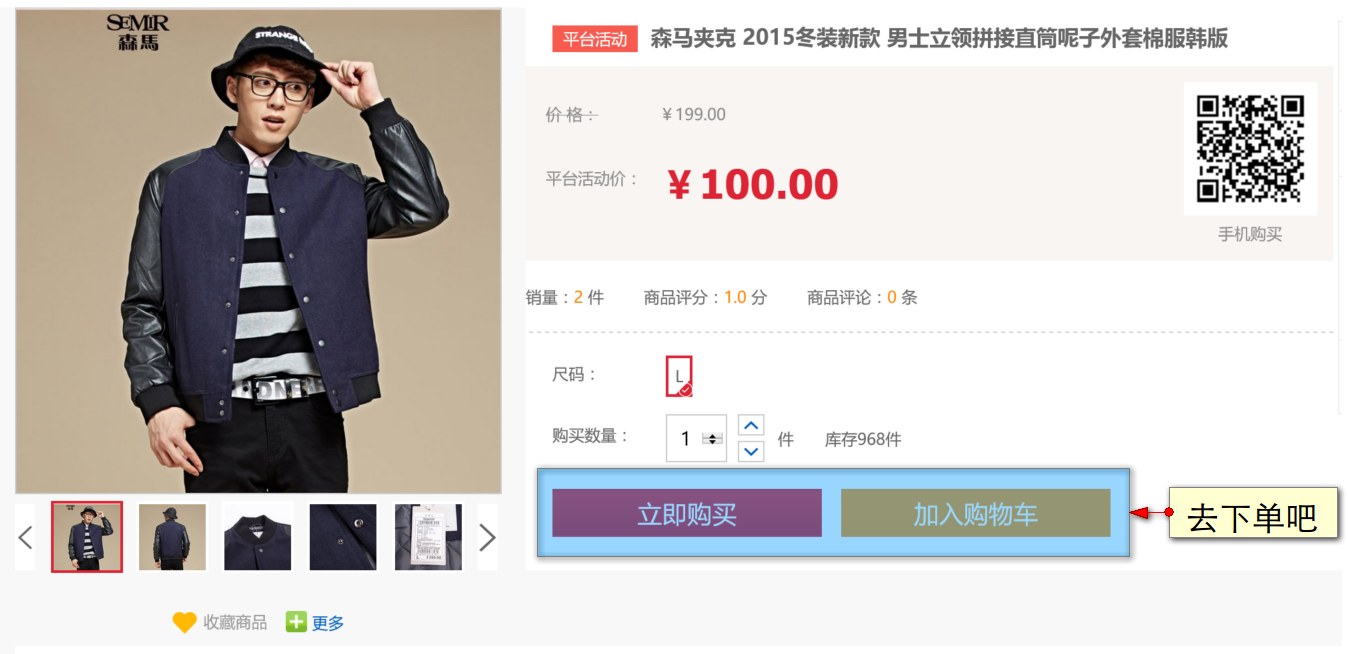 SEMIR
森馬
STRANGE
平台活动 森马夹克 2015冬装新款 男士立领拼接直筒呢子外套棉服韩版
价 格： ￥199.00
平台活动价： ￥100.00
手机购买
销量：2 件 商品评分：1.0 分 商品评论：0 条
尺码： L
购买数量： 1 件 库存968件
立即购买 加入购物车
去下单吧
收藏商品 更多